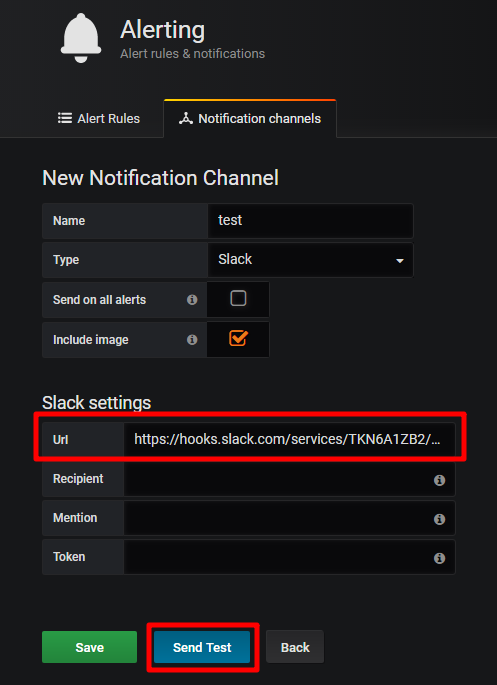 Alerting
Alert rules & notifications
Alert Rules
Notification channels
New Notification Channel
Name
test
Type
Slack
Send on all alerts
Include image
Slack settings
Url
https://hooks.slack.com/services/TKN6A1ZB2/...
Recipient
Mention
Token
Save
Send Test
Back